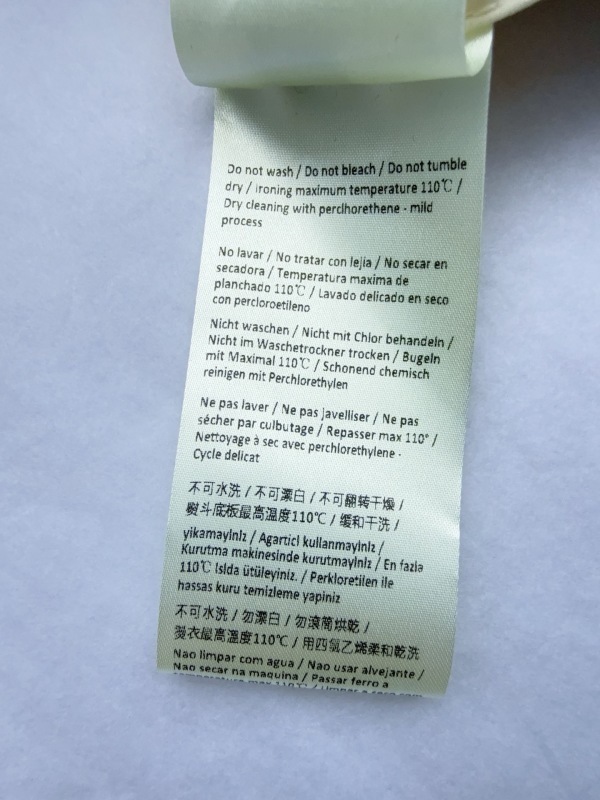 Do not wash / Do not bleach / Do not tumble
dry / ironing maximum temperature 110℃ /
Dry cleaning with perclhorethene - mild
process
No lavar / No tratar con lejia / No secar en
secadora / Temperatura maxima de
planchado 110℃ / Lavado delicado en seco
con percloroetileno
Nicht waschen / Nicht mit Chlor behandeln /
Nicht im Waschetrockner trocken / Bugeln
mit Maximal 110℃ / Schonend chemisch
reinigen mit Perchlorethylen
Ne pas laver / Ne pas javelliser / Ne pas
sécher par culbutage / Repasser max 110° /
Nettoyage à sec avec perchlorethylene -
Cycle delicat
不可水洗 / 不可漂白 / 不可翻转干燥 /
熨斗底板最高温度110℃ / 缓和干洗 /
yikamayiniz / Agartici kullanmayiniz /
Kurutma makinesinde kurutmayiniz / En fazla
110℃ Isida ütüleyiniz. / Perkloretilen ile
hassas kuru temizleme yapiniz
不可水洗 / 勿漂白 / 勿滾筒烘乾 /
燙衣最高溫度110℃ / 用四氯乙烯柔和乾洗
Nao limpar com agua / Nao usar alvejante /
Nao secar na maquina / Passar ferro a